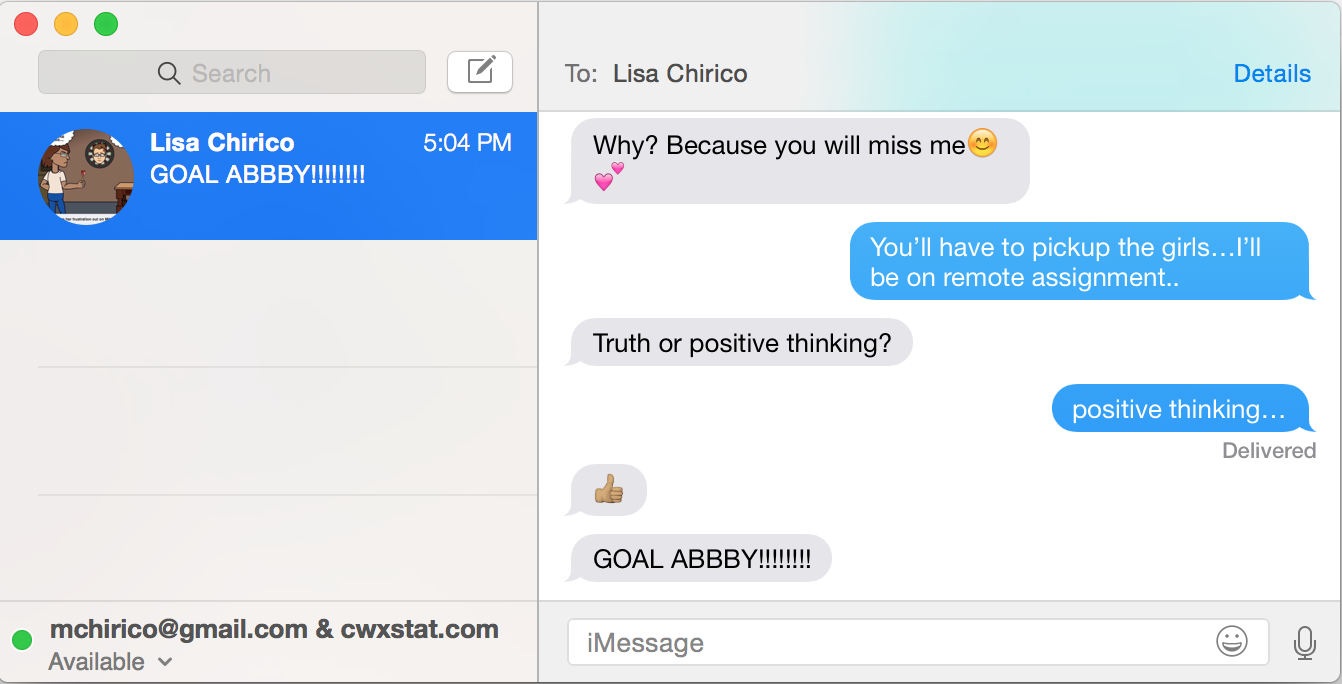 Search
Lisa Chirico 5:04 PM
GOAL ABBBY!!!!!!!!
mchirico@gmail.com & cwxstat.com
Available
To: Lisa Chirico Details
Why? Because you will miss me😊
💕
You’ll have to pickup the girls…I’ll
be on remote assignment..
Truth or positive thinking?
positive thinking…
Delivered
👍🏽
GOAL ABBBY!!!!!!!!
iMessage